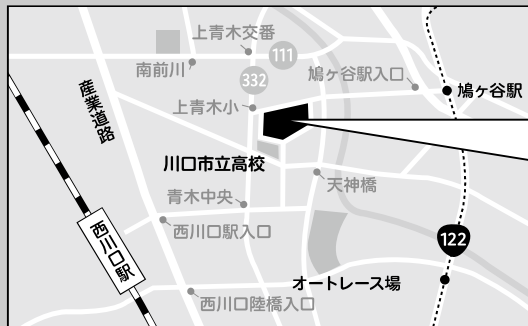 上青木交番
111
南前川
332
鳩ヶ谷駅入口
鳩ヶ谷駅
産業道路
上青木小
川口市立高校
天神橋
青木中央
西川口駅入口
西川口駅
122
オートレース場
西川口陸橋入口